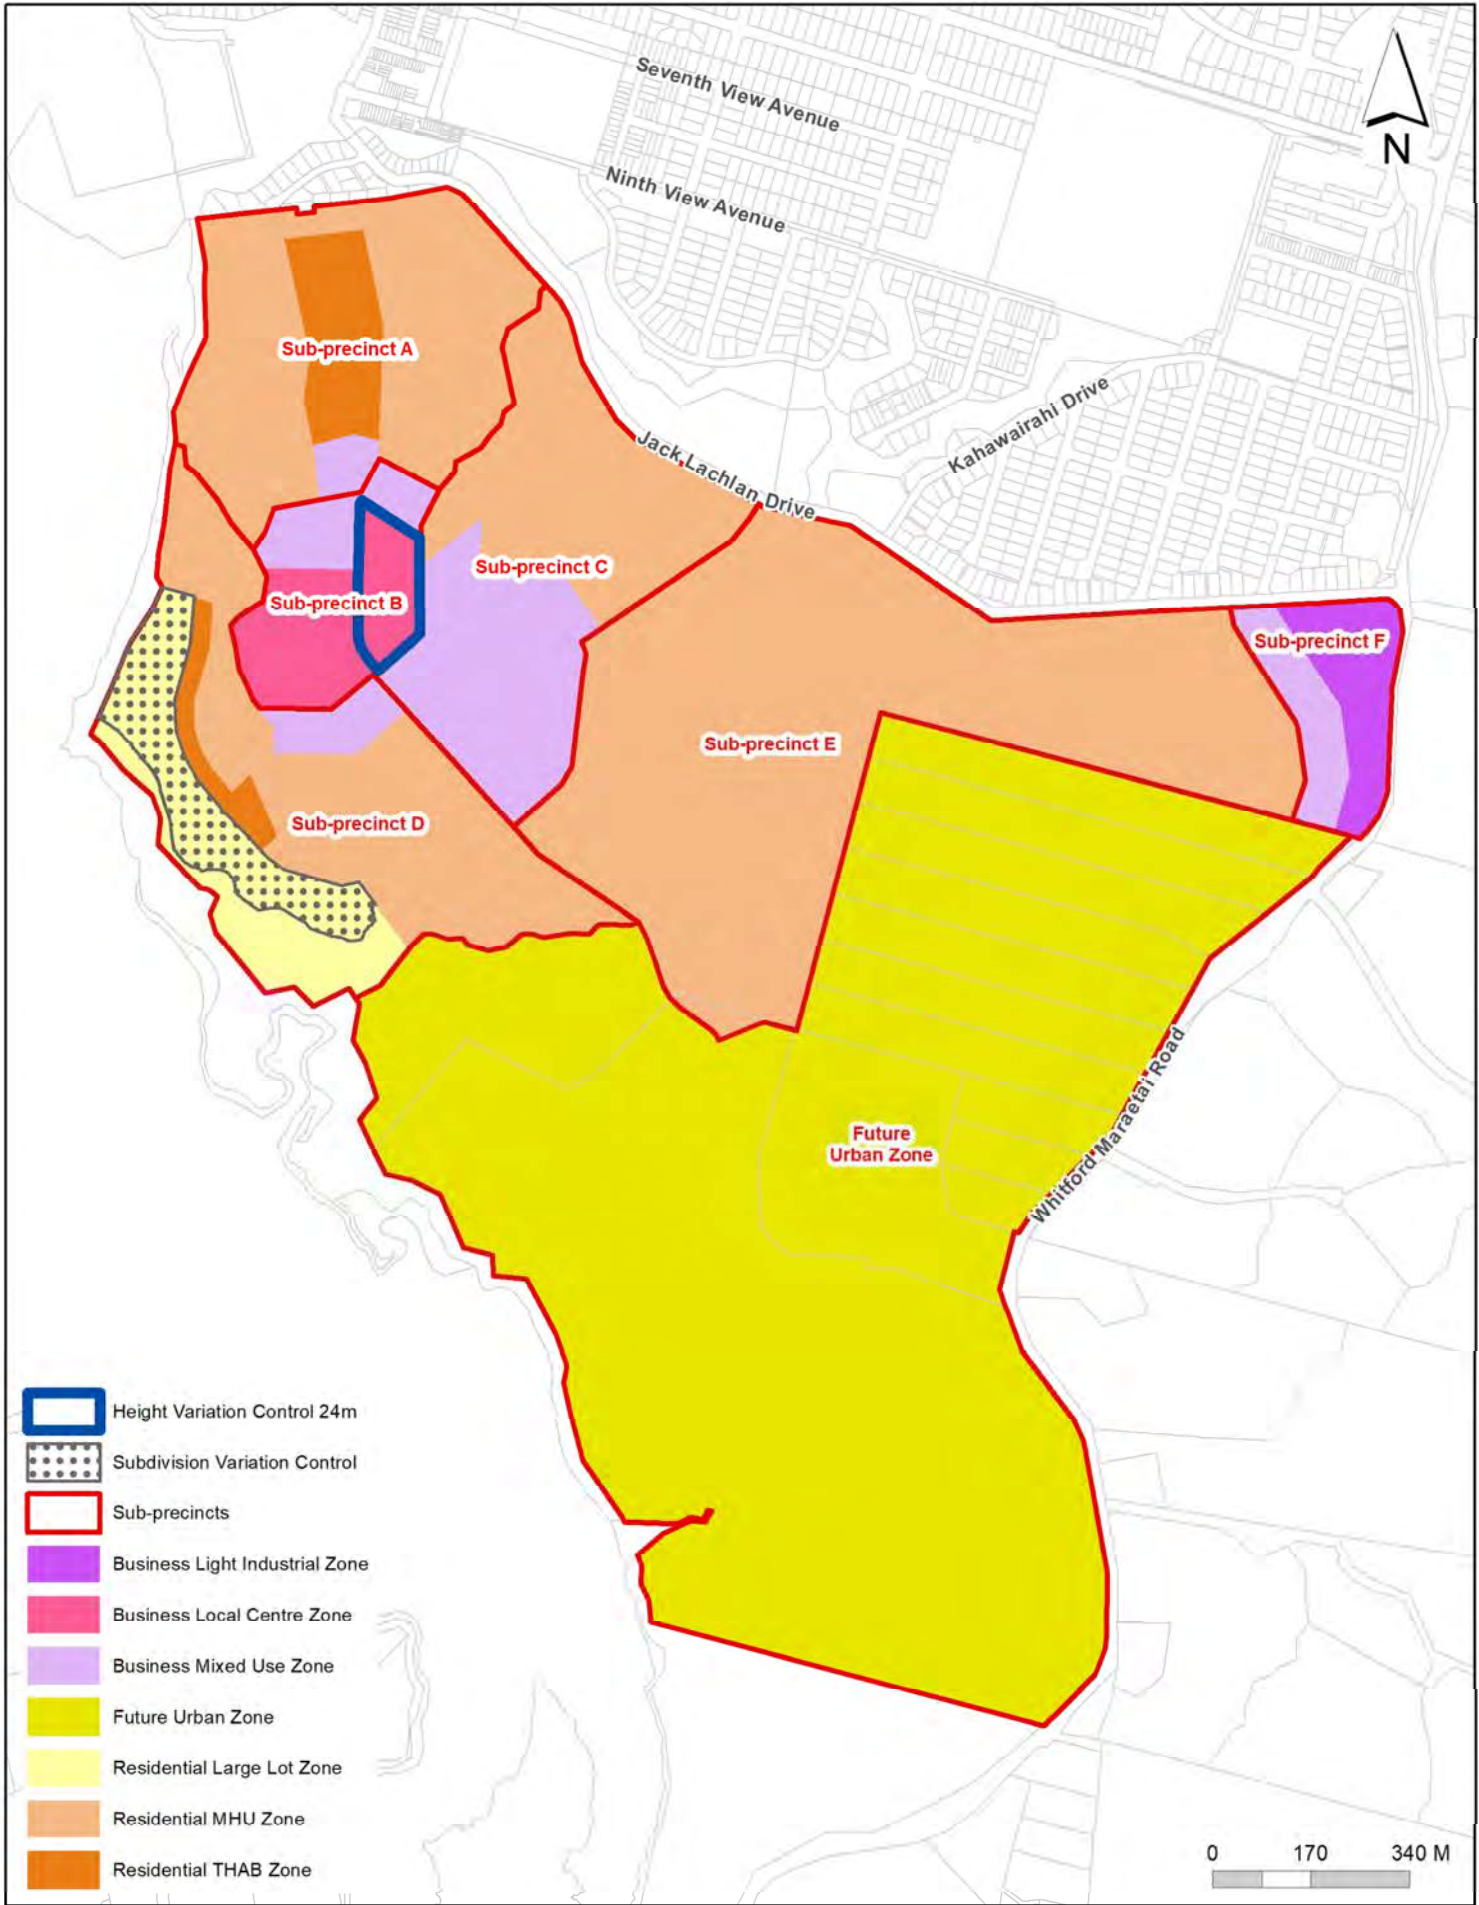 Seventh View Avenue
N
Ninth View Avenue
Sub-precinct A
Kahawairahi Drive
Jack Lachlan Drive
Sub-precinct C
Sub-precinct B
Sub-precinct F
Sub-precinct E
Sub-precinct D
Future
Urban Zone
Whitford Maraetai Road
Height Variation Control 24m
Subdivision Variation Control
Sub-precincts
Business Light Industrial Zone
Business Local Centre Zone
Business Mixed Use Zone
Future Urban Zone
Residential Large Lot Zone
Residential MHU Zone
Residential THAB Zone
0 170 340 M